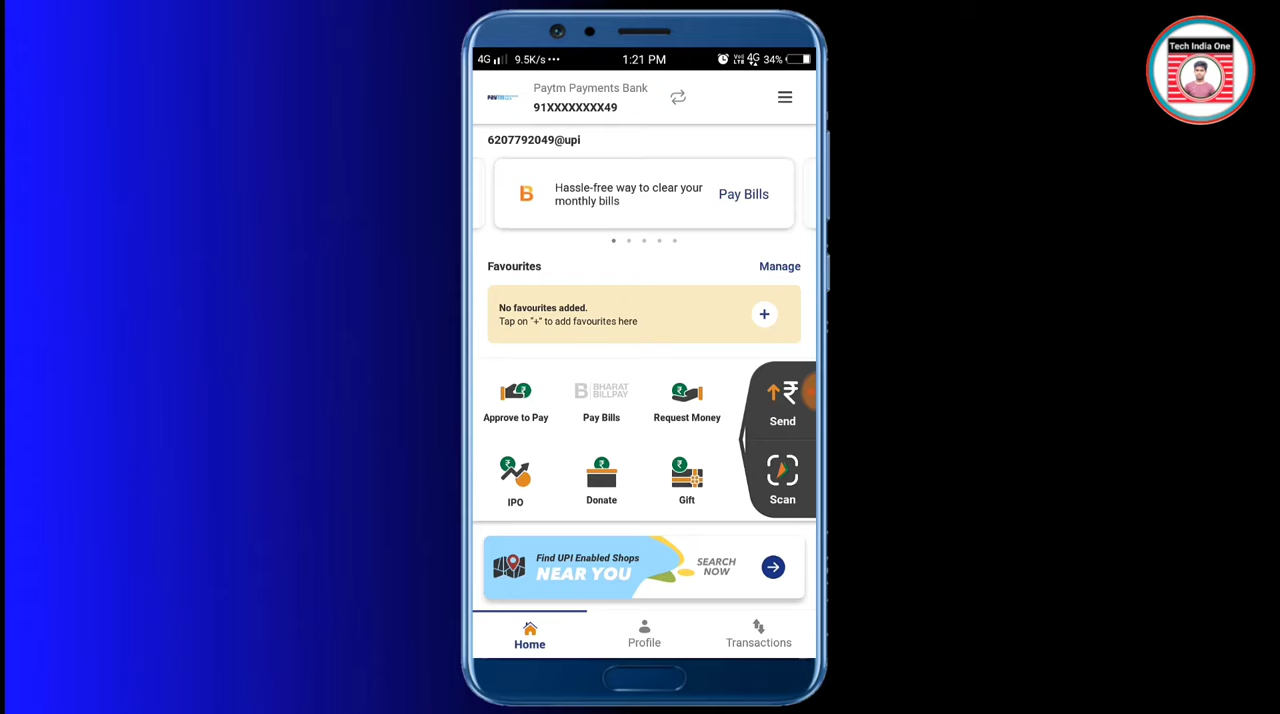 Tech India One
4G 9.5K/s ••• 1:21 PM 4G 34%
Paytm Payments Bank
91XXXXXXXX49
6207792049@upi
Hassle-free way to clear your
monthly bills
Pay Bills
Favourites Manage
No favourites added.
Tap on "+" to add favourites here
Approve to Pay
BHARAT
BILLPAY
Pay Bills
Request Money
Send
IPO
Donate
Gift
Scan
Find UPI Enabled Shops
NEAR YOU
SEARCH
NOW
Home Profile Transactions